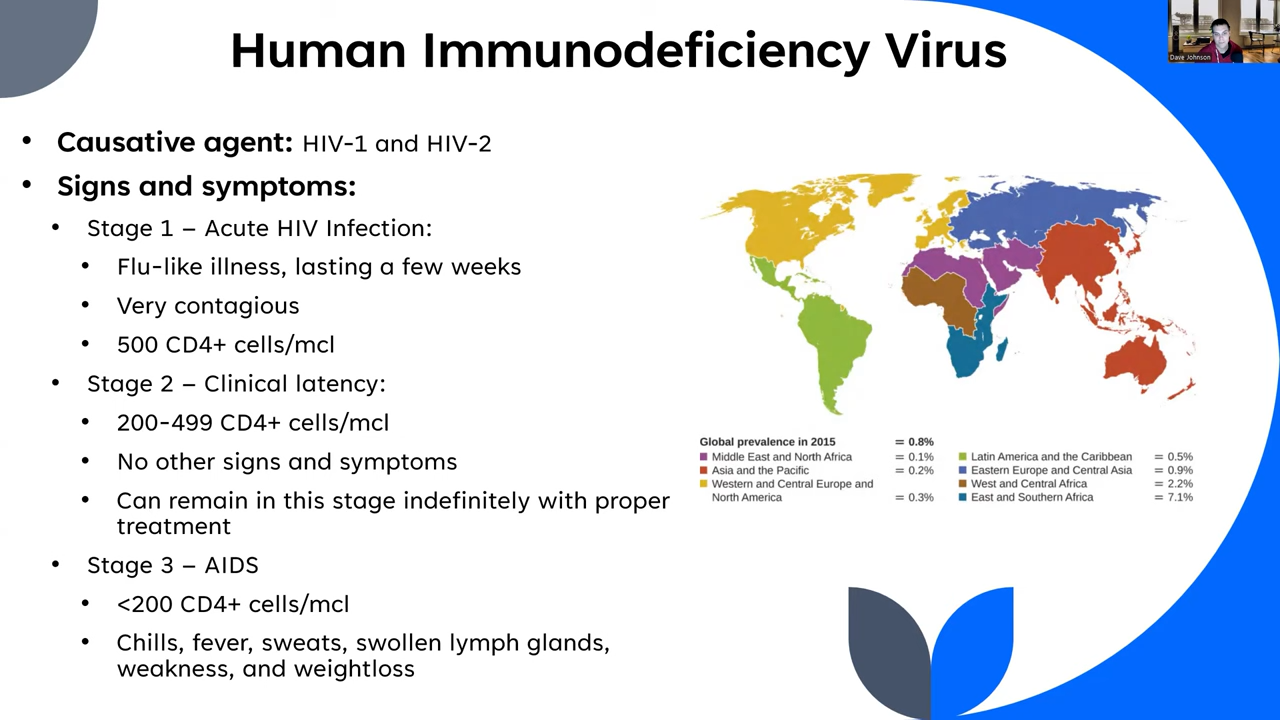 Human Immunodeficiency Virus
Dave Johnson
• Causative agent: HIV-1 and HIV-2
• Signs and symptoms:
• Stage 1 – Acute HIV Infection:
• Flu-like illness, lasting a few weeks
• Very contagious
• 500 CD4+ cells/mcl
• Stage 2 – Clinical latency:
• 200-499 CD4+ cells/mcl
• No other signs and symptoms
• Can remain in this stage indefinitely with proper
treatment
• Stage 3 – AIDS
• <200 CD4+ cells/mcl
• Chills, fever, sweats, swollen lymph glands,
weakness, and weightloss
Global prevalence in 2015 = 0.8%
Middle East and North Africa = 0.1%
Asia and the Pacific = 0.2%
Western and Central Europe and
North America = 0.3%
Latin America and the Caribbean = 0.5%
Eastern Europe and Central Asia = 0.9%
West and Central Africa = 2.2%
East and Southern Africa = 7.1%